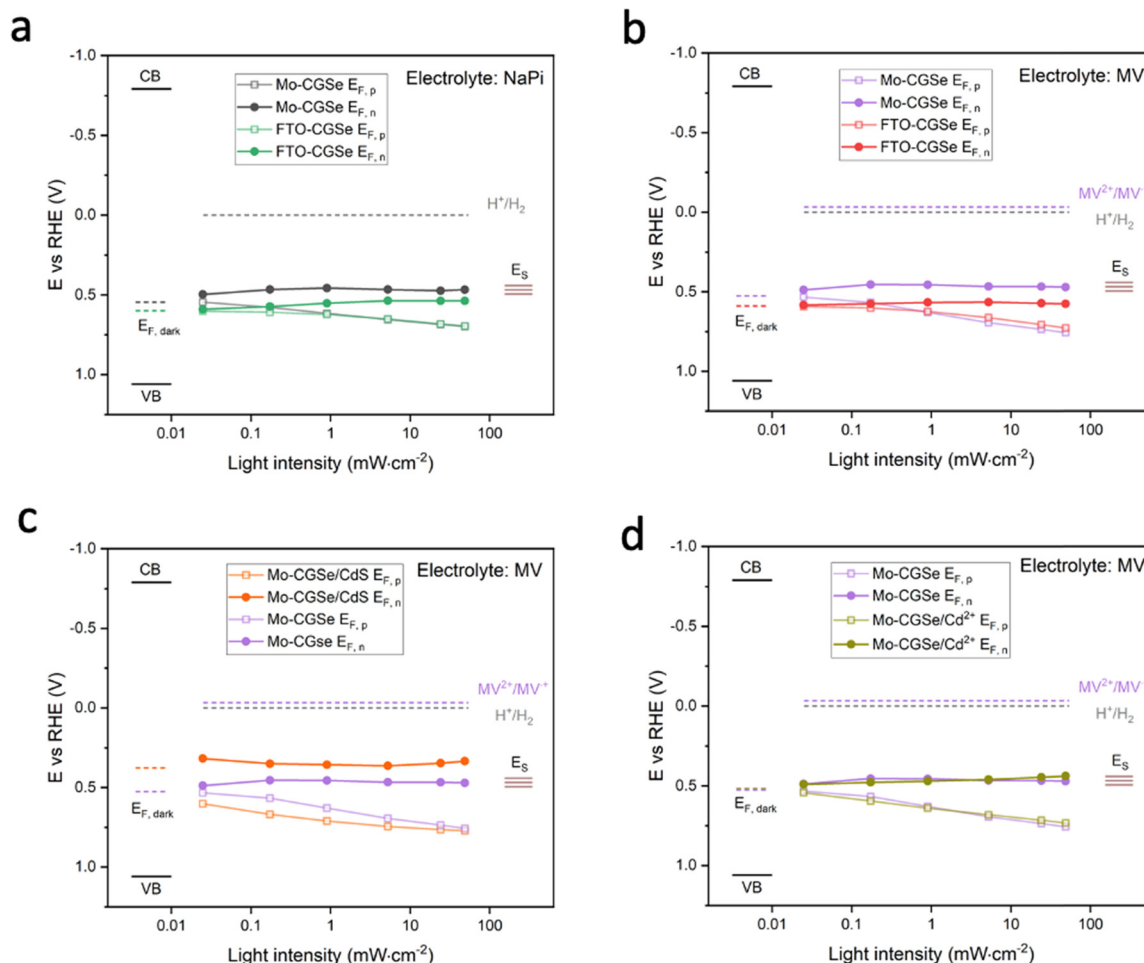 a
Electrolyte: NaPi
CB
Mo-CGSe E_F, p
Mo-CGSe E_F, n
FTO-CGSe E_F, p
FTO-CGSe E_F, n
H⁺/H₂
E_S
E_F, dark
VB
-1.0
-0.5
0.0
0.5
1.0
E vs RHE (V)
0.01 0.1 1 10 100
Light intensity (mW·cm⁻²)
b
Electrolyte: MV
CB
Mo-CGSe E_F, p
Mo-CGSe E_F, n
FTO-CGSe E_F, p
FTO-CGSe E_F, n
MV²⁺/MV
H⁺/H₂
E_S
E_F, dark
VB
-1.0
-0.5
0.0
0.5
1.0
E vs RHE (V)
0.01 0.1 1 10 100
Light intensity (mW·cm⁻²)
c
Electrolyte: MV
CB
Mo-CGSe/CdS E_F, p
Mo-CGSe/CdS E_F, n
Mo-CGSe E_F, p
Mo-CGse E_F, n
MV²⁺/MV·⁺
H⁺/H₂
E_S
E_F, dark
VB
-1.0
-0.5
0.0
0.5
1.0
E vs RHE (V)
0.01 0.1 1 10 100
Light intensity (mW·cm⁻²)
d
Electrolyte: MV
CB
Mo-CGSe E_F, p
Mo-CGSe E_F, n
Mo-CGSe/Cd²⁺ E_F, p
Mo-CGSe/Cd²⁺ E_F, n
MV²⁺/MV
H⁺/H₂
E_S
E_F, dark
VB
-1.0
-0.5
0.0
0.5
1.0
E vs RHE (V)
0.01 0.1 1 10 100
Light intensity (mW·cm⁻²)